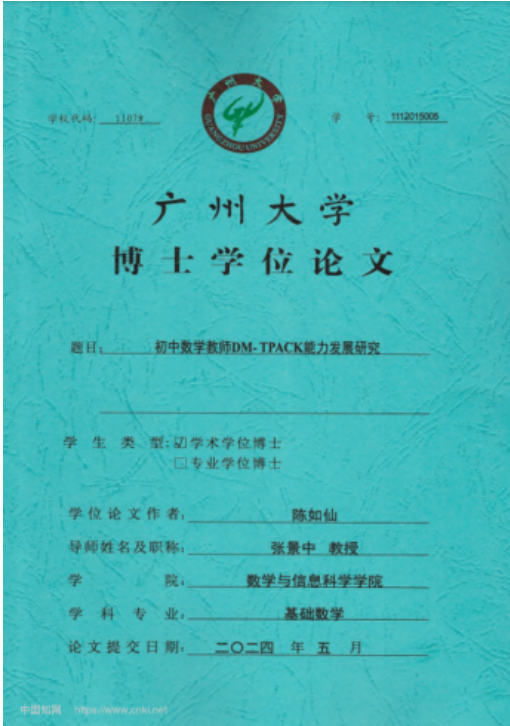 学校代码: 11078
学 号: 1112015005
广州大学
GUANGZHOU UNIVERSITY
广州大学
博士学位论文
题目: 初中数学教师DM- TPACK能力发展研究
学 生 类 型: ☑学术学位博士
□专业学位博士
学位论文作者: 陈如仙
导师姓名及职称: 张景中 教授
学 院: 数学与信息科学学院
学 科 专 业: 基础数学
论文提交日期: 二〇二四 年 五 月
中国知网 https://www.cnki.net